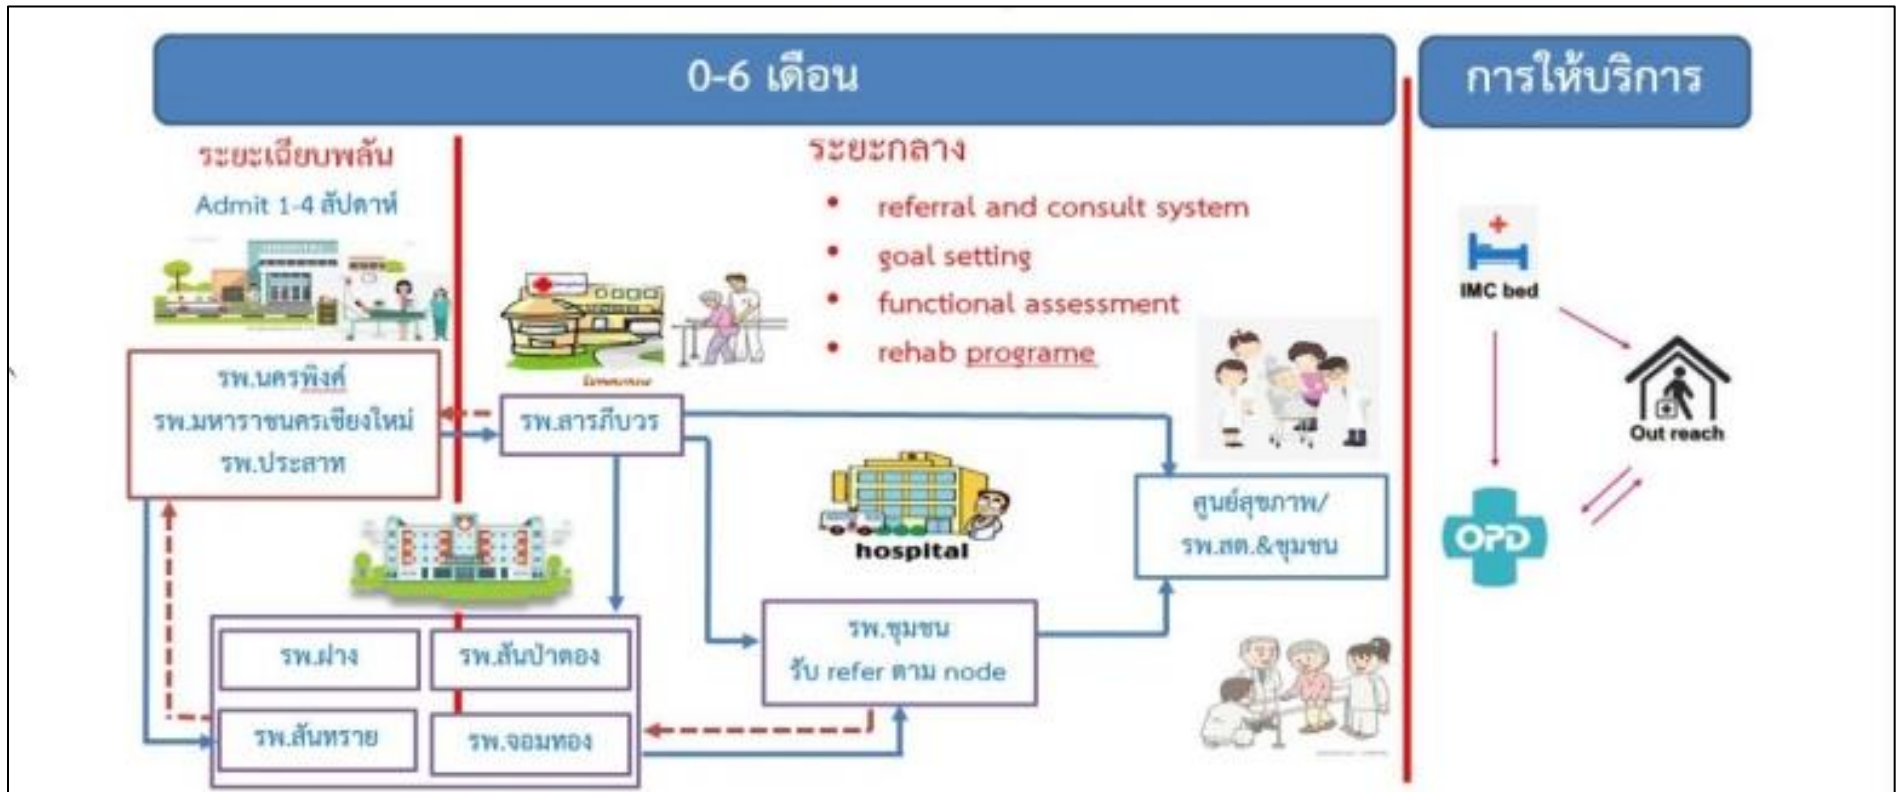 0-6 เดือน
การให้บริการ
ระยะเฉียบพลัน
Admit 1-4 สัปดาห์
ระยะกลาง
• referral and consult system
• goal setting
• functional assessment
• rehab programe
รพ.นครพิงค์
รพ.มหาราชนครเชียงใหม่
รพ.ประสาท
รพ.สารภีบวร
hospital
ศูนย์สุขภาพ/
รพ.สต.&ชุมชน
รพ.ฝาง
รพ.สันป่าตอง
รพ.สันทราย
รพ.จอมทอง
รพ.ชุมชน
รับ refer ตาม node
IMC bed
Out reach
OPD